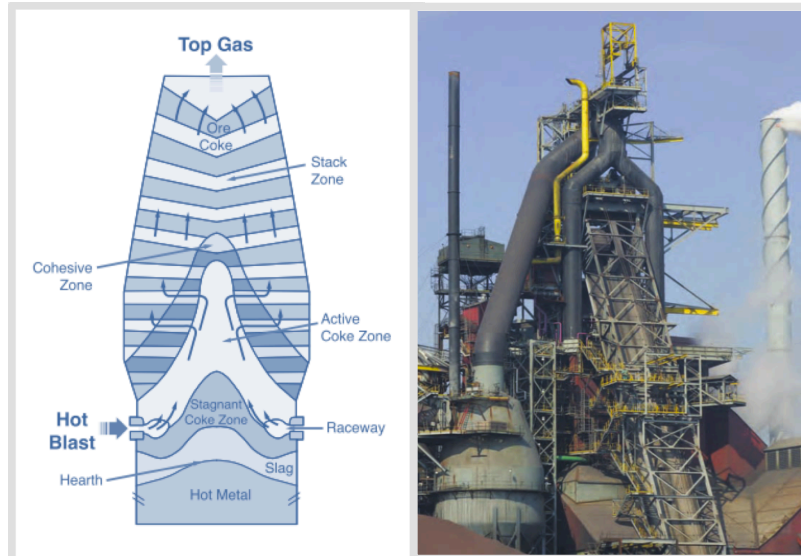 Top Gas
Ore
Coke
Stack
Zone
Cohesive
Zone
Active
Coke Zone
Hot
Blast
Stagnant
Coke Zone
Raceway
Hearth
Slag
Hot Metal